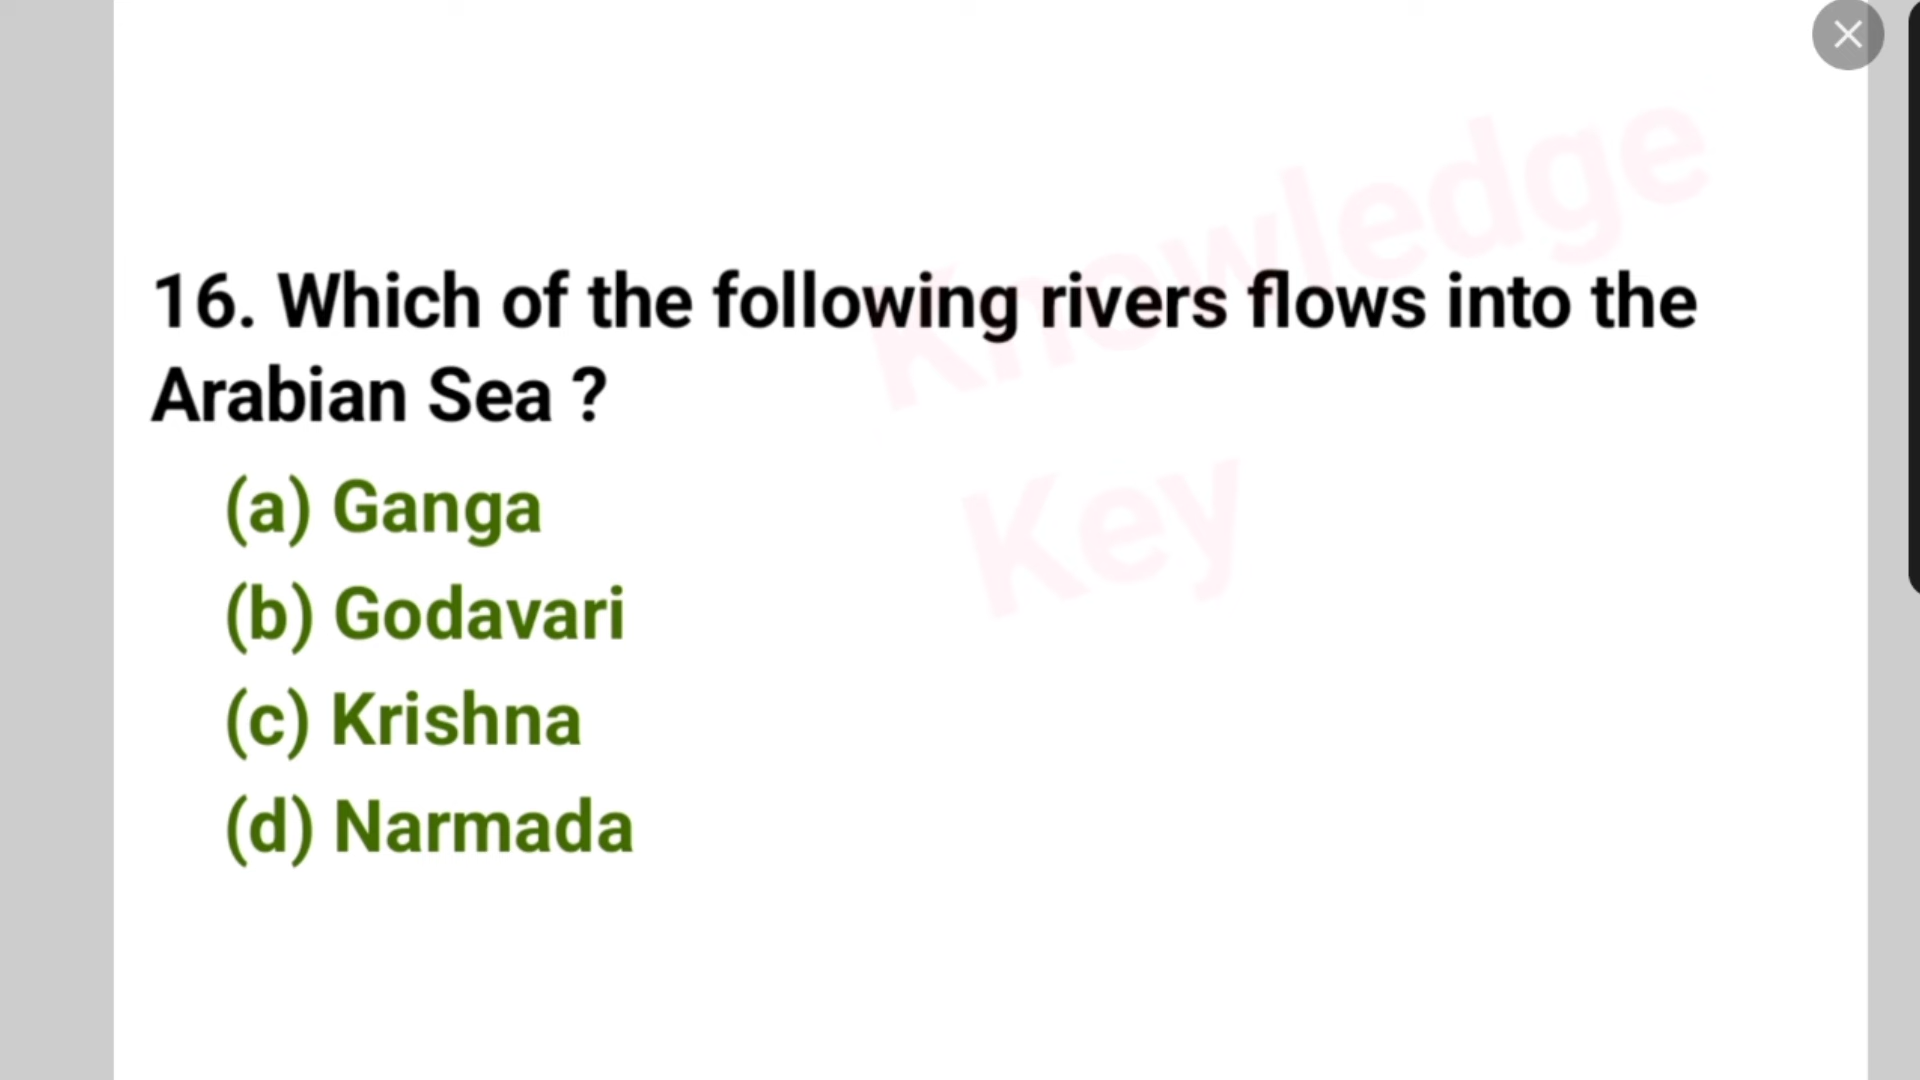 Knowledge
16. Which of the following rivers flows into the
Arabian Sea ?
Key
(a) Ganga
(b) Godavari
(c) Krishna
(d) Narmada